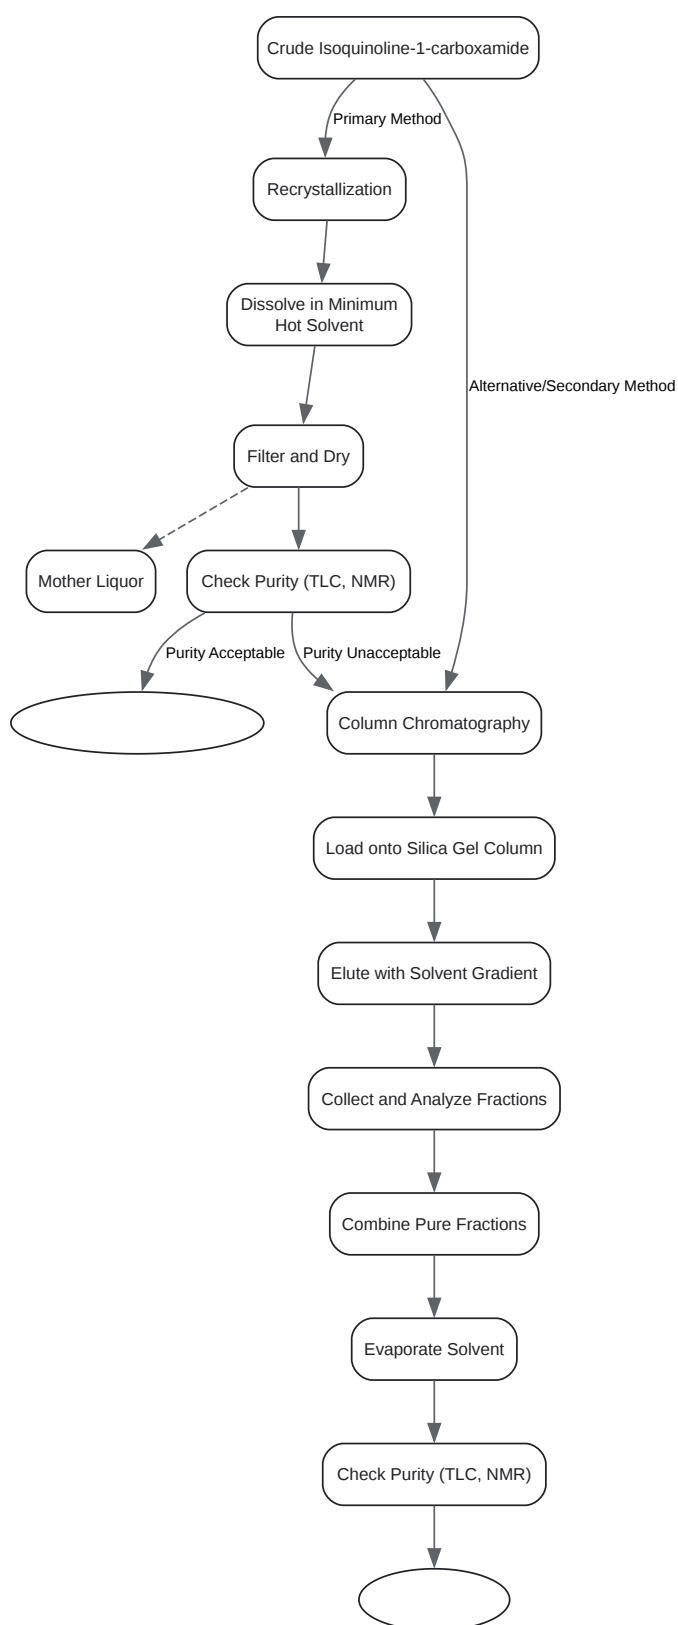 Crude Isoquinoline-1-carboxamide
Primary Method
Recrystallization
Dissolve in Minimum
Hot Solvent
Alternative/Secondary Method
Filter and Dry
Mother Liquor
Check Purity (TLC, NMR)
Purity Acceptable
Purity Unacceptable
Column Chromatography
Load onto Silica Gel Column
Elute with Solvent Gradient
Collect and Analyze Fractions
Combine Pure Fractions
Evaporate Solvent
Check Purity (TLC, NMR)